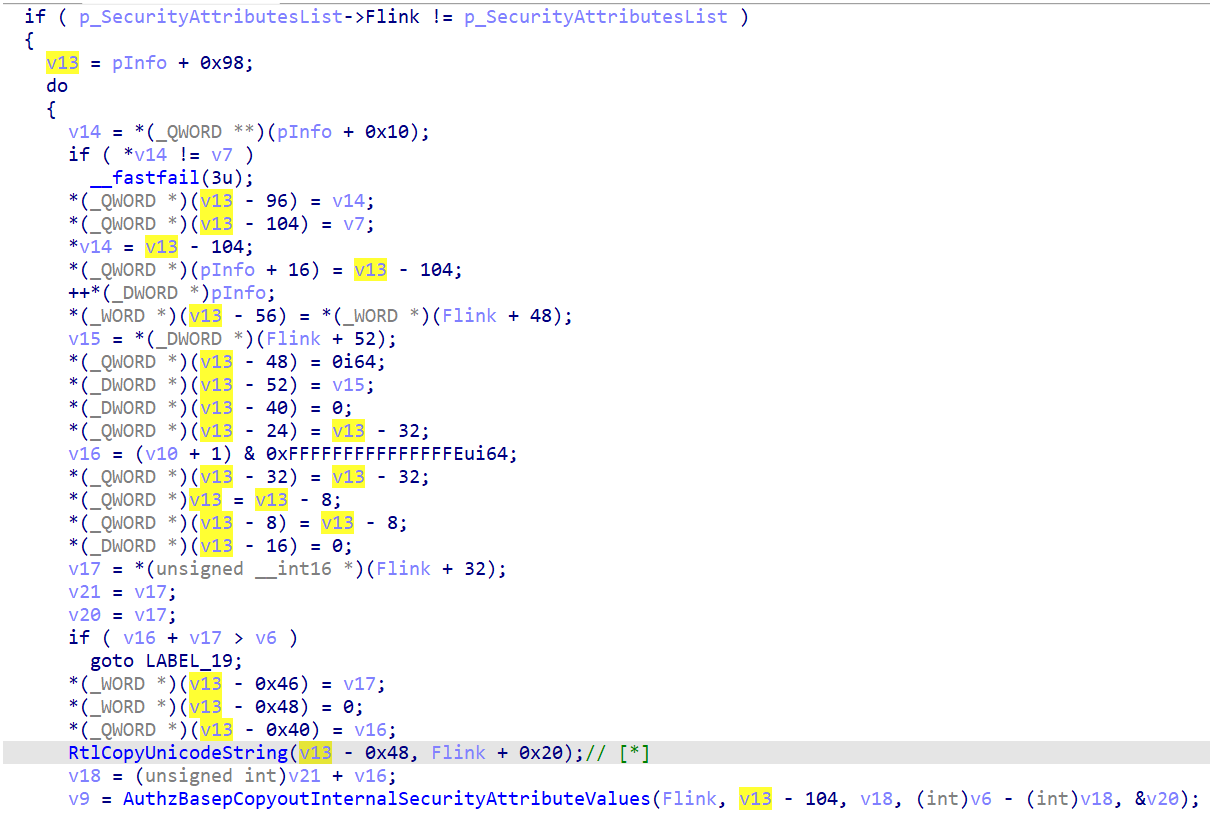 if ( p_SecurityAttributesList->Flink != p_SecurityAttributesList )
{
v13 = pInfo + 0x98;
do
{
v14 = *(_QWORD **)(pInfo + 0x10);
if ( *v14 != v7 )
__fastfail(3u);
*(_QWORD *)(v13 - 96) = v14;
*(_QWORD *)(v13 - 104) = v7;
*v14 = v13 - 104;
*(_QWORD *)(pInfo + 16) = v13 - 104;
++*(_DWORD *)pInfo;
*(_WORD *)(v13 - 56) = *(_WORD *)(Flink + 48);
v15 = *(_DWORD *)(Flink + 52);
*(_QWORD *)(v13 - 48) = 0i64;
*(_DWORD *)(v13 - 52) = v15;
*(_DWORD *)(v13 - 40) = 0;
*(_QWORD *)(v13 - 24) = v13 - 32;
v16 = (v10 + 1) & 0xFFFFFFFFFFFFFFFEui64;
*(_QWORD *)(v13 - 32) = v13 - 32;
*(_QWORD *)v13 = v13 - 8;
*(_QWORD *)(v13 - 8) = v13 - 8;
*(_DWORD *)(v13 - 16) = 0;
v17 = *(unsigned __int16 *)(Flink + 32);
v21 = v17;
v20 = v17;
if ( v16 + v17 > v6 )
goto LABEL_19;
*(_WORD *)(v13 - 0x46) = v17;
*(_WORD *)(v13 - 0x48) = 0;
*(_QWORD *)(v13 - 0x40) = v16;
RtlCopyUnicodeString(v13 - 0x48, Flink + 0x20);// [*]
v18 = (unsigned int)v21 + v16;
v9 = AuthzBasepCopyoutInternalSecurityAttributeValues(Flink, v13 - 104, v18, (int)v6 - (int)v18, &v20);